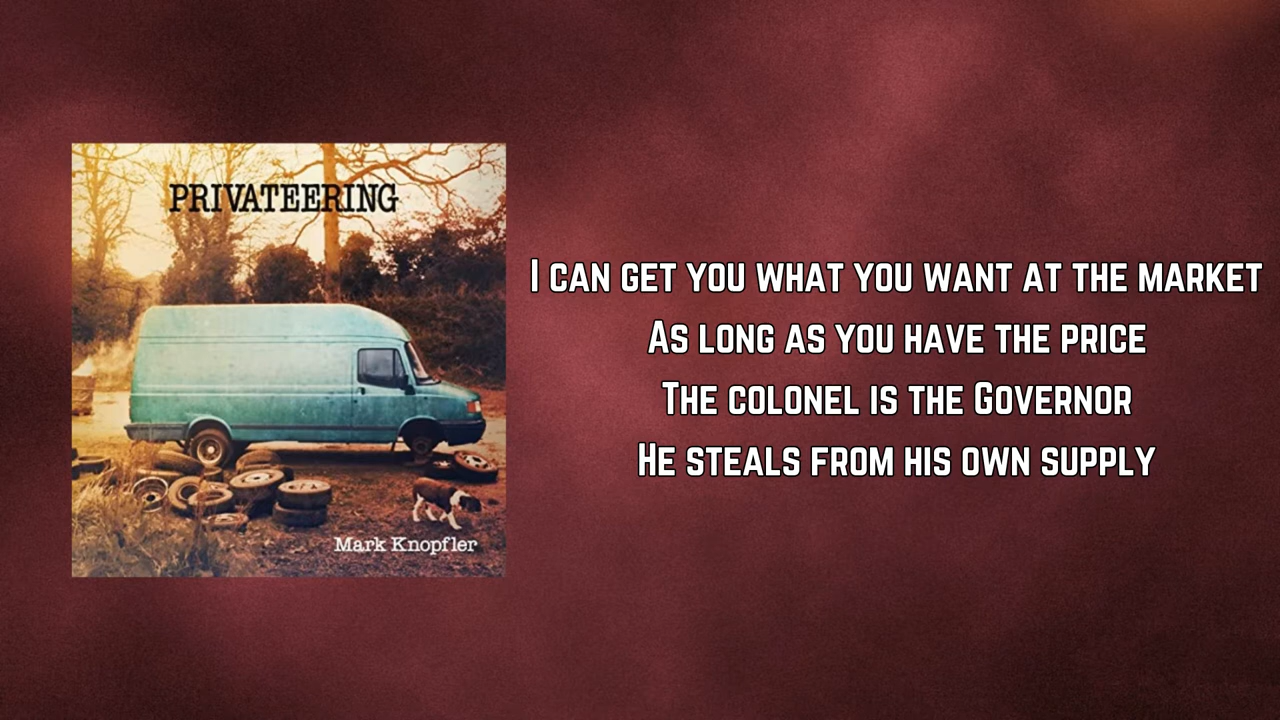 PRIVATEERING
Mark Knopfler
I can get you what you want at the market
As long as you have the price
The colonel is the Governor
He steals from his own supply